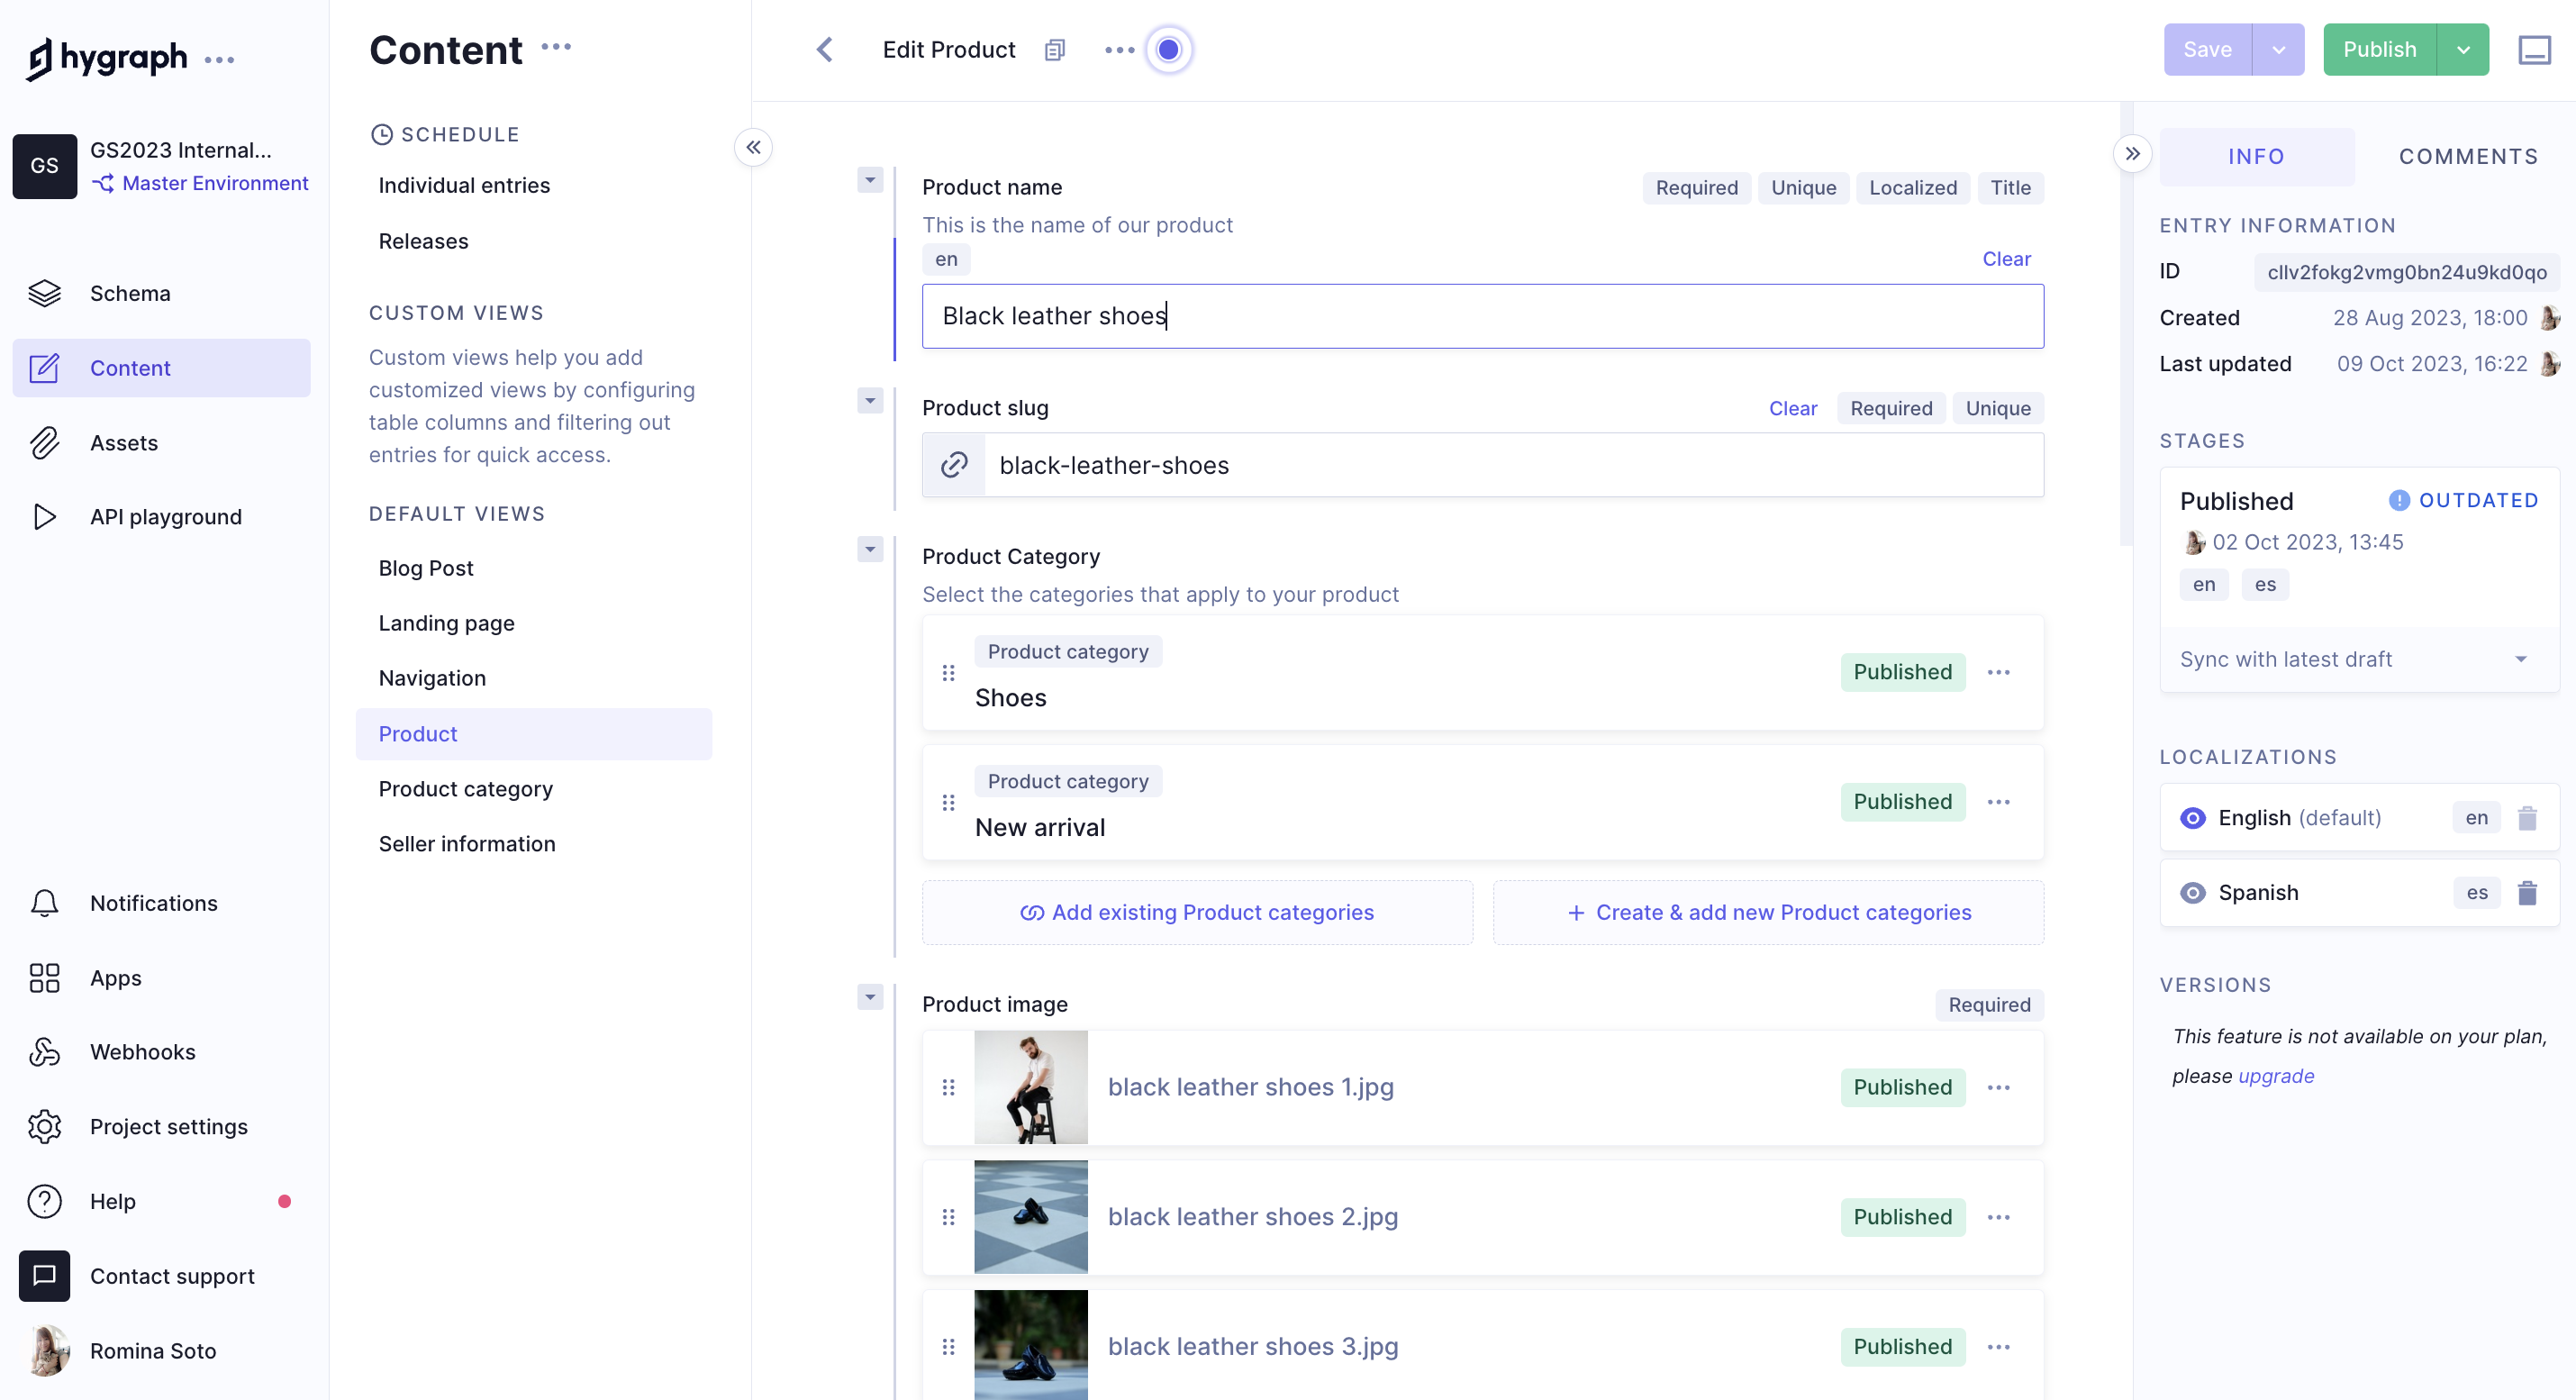 hygraph
GS
GS2023 Internal...
Master Environment
Schema
Content
Assets
API playground
Notifications
Apps
Webhooks
Project settings
Help
Contact support
Romina Soto
Content
SCHEDULE
Individual entries
Releases
CUSTOM VIEWS
Custom views help you add
customized views by configuring
table columns and filtering out
entries for quick access.
DEFAULT VIEWS
Blog Post
Landing page
Navigation
Product
Product category
Seller information
Edit Product
Save
Publish
Product name
Required Unique Localized Title
This is the name of our product
en
Clear
Black leather shoes
Product slug
Clear Required Unique
black-leather-shoes
Product Category
Select the categories that apply to your product
Product category
Shoes
Published
Product category
New arrival
Published
Add existing Product categories
+ Create & add new Product categories
Product image
Required
black leather shoes 1.jpg
Published
black leather shoes 2.jpg
Published
black leather shoes 3.jpg
Published
INFO
COMMENTS
ENTRY INFORMATION
ID cllv2fokg2vmg0bn24u9kd0qo
Created 28 Aug 2023, 18:00
Last updated 09 Oct 2023, 16:22
STAGES
Published OUTDATED
02 Oct 2023, 13:45
en es
Sync with latest draft
LOCALIZATIONS
English (default) en
Spanish es
VERSIONS
This feature is not available on your plan,
please upgrade